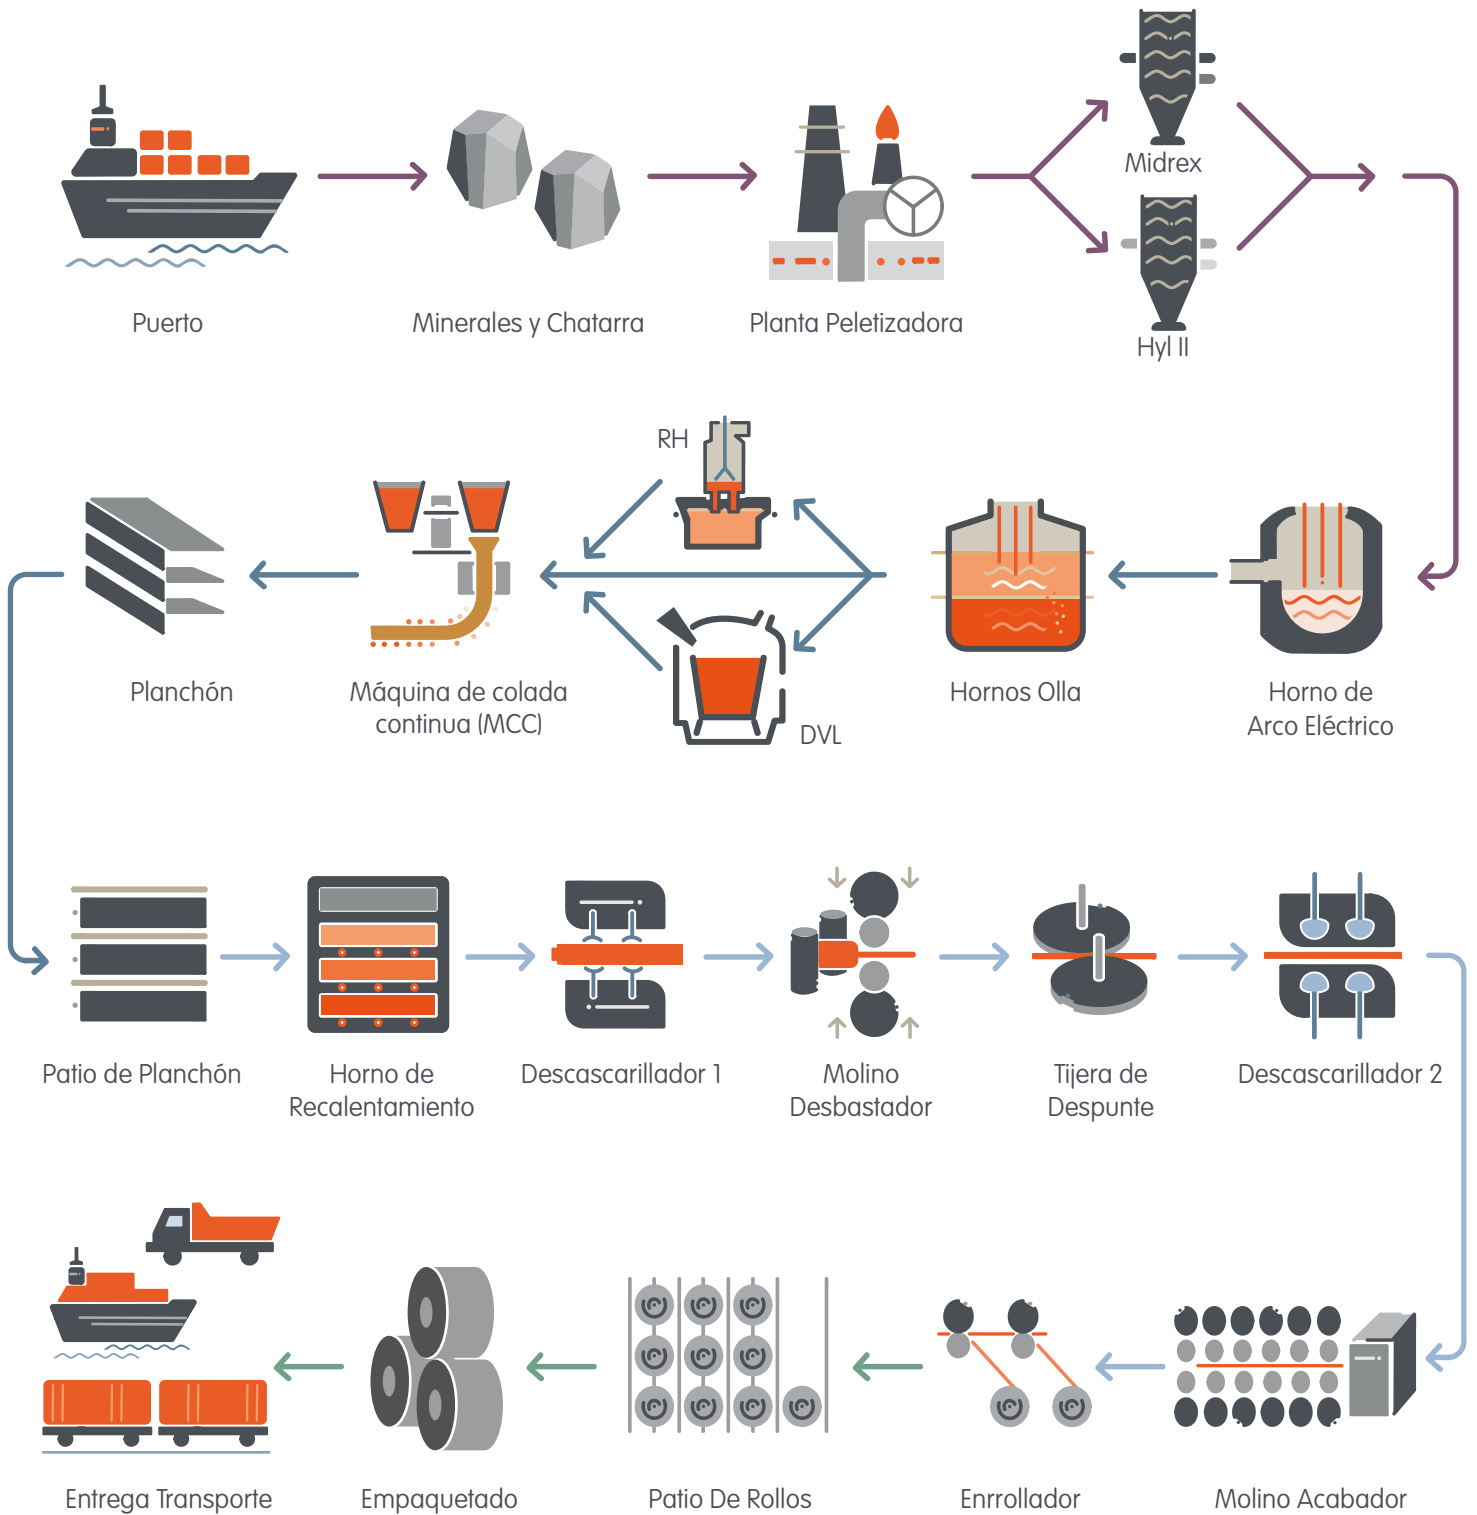 Midrex
Puerto
Minerales y Chatarra
Planta Peletizadora
Hyl II
RH
Planchón
Máquina de colada
continua (MCC)
DVL
Hornos Olla
Horno de
Arco Eléctrico
Patio de Planchón
Horno de
Recalentamiento
Descascarillador 1
Molino
Desbastador
Tijera de
Despunte
Descascarillador 2
Entrega Transporte
Empaquetado
Patio De Rollos
Enrrollador
Molino Acabador